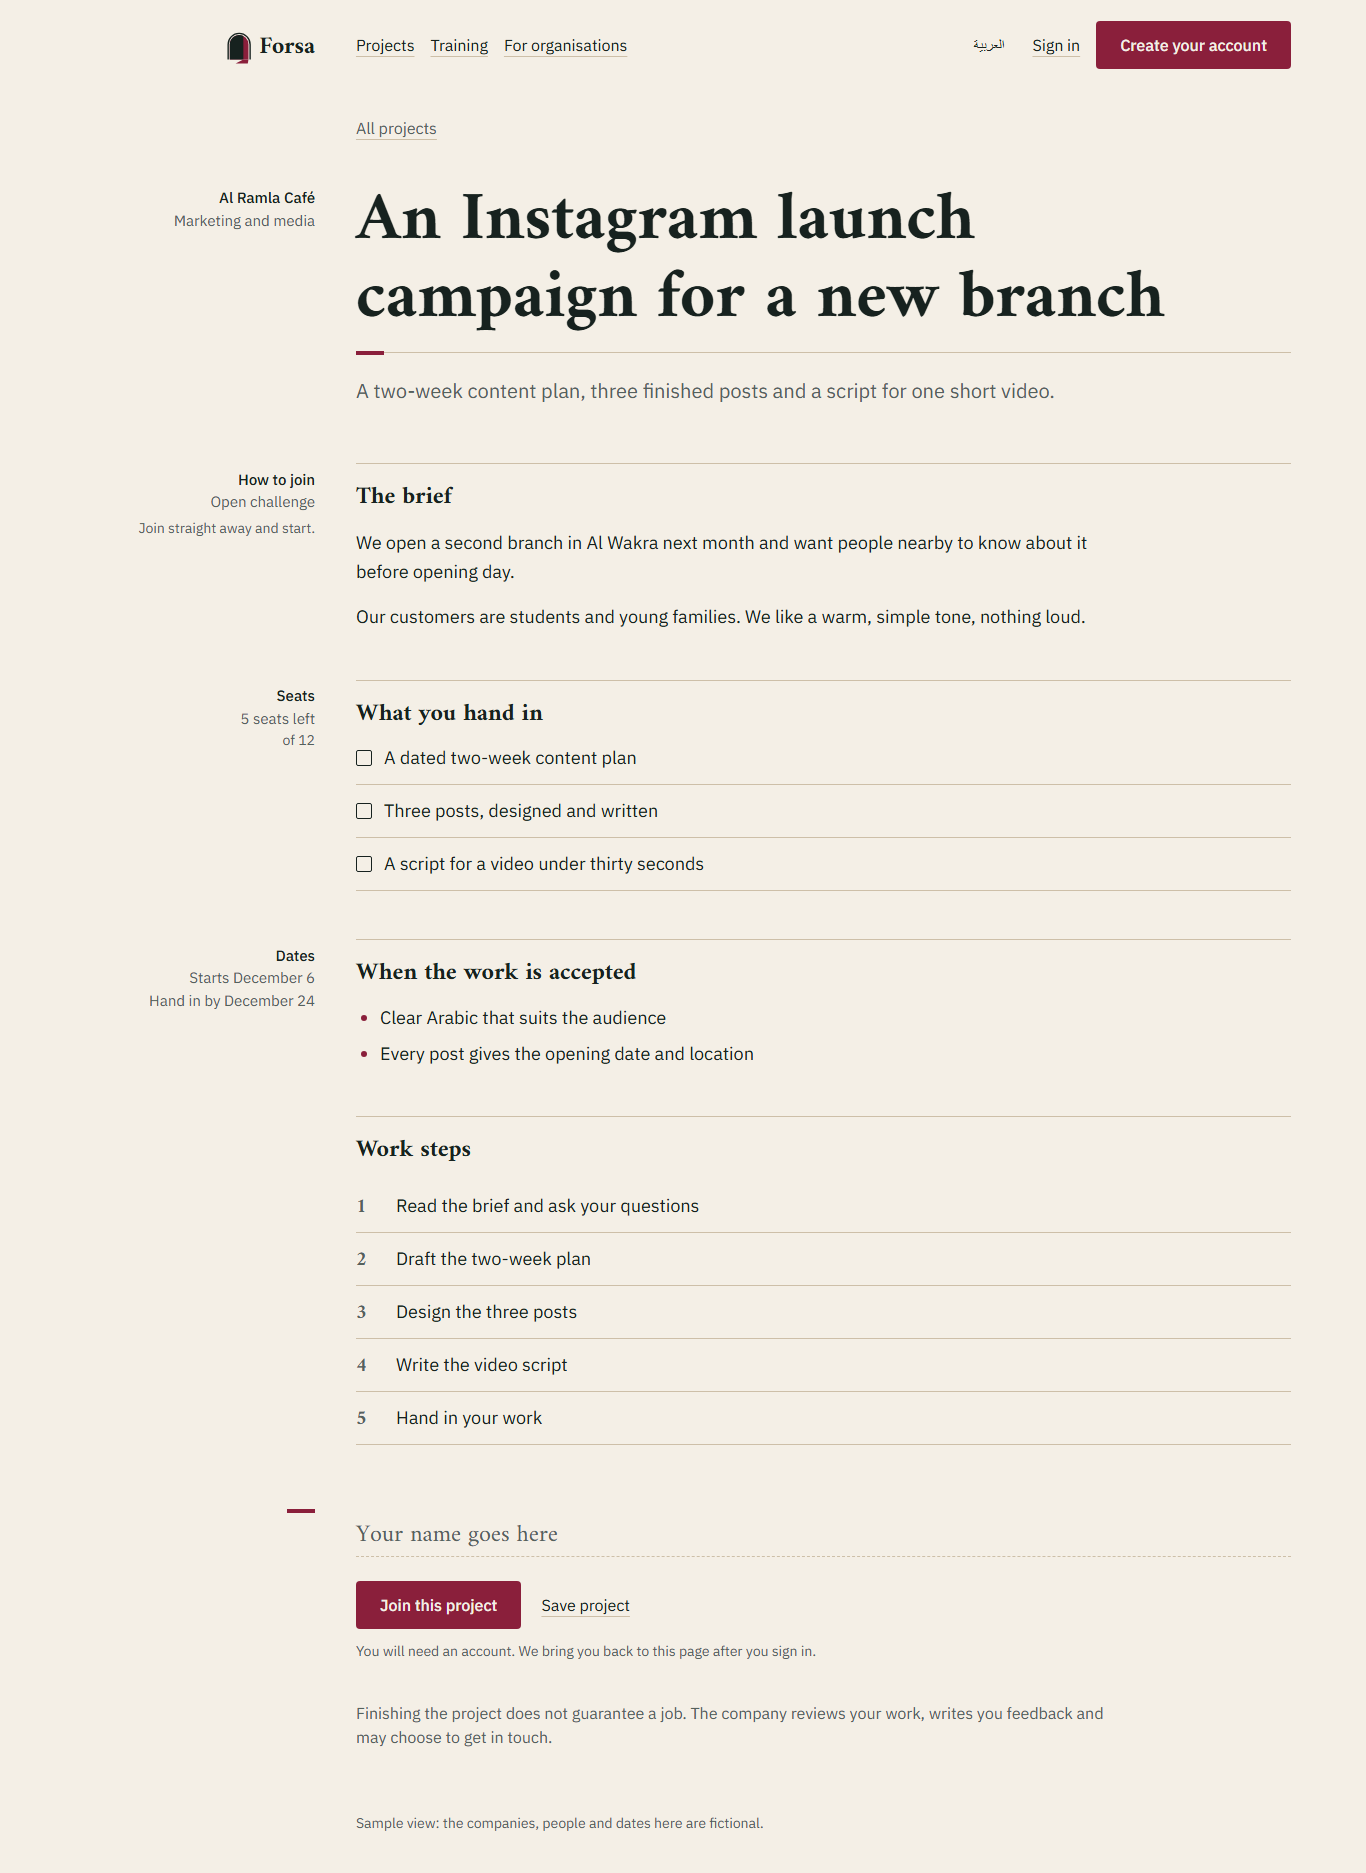 Forsa
Projects
Training
For organisations
العربية
Sign in
Create your account
All projects
Al Ramla Café
Marketing and media
An Instagram launch
campaign for a new branch
A two-week content plan, three finished posts and a script for one short video.
How to join
Open challenge
Join straight away and start.
The brief
We open a second branch in Al Wakra next month and want people nearby to know about it
before opening day.
Our customers are students and young families. We like a warm, simple tone, nothing loud.
Seats
5 seats left
of 12
What you hand in
A dated two-week content plan
Three posts, designed and written
A script for a video under thirty seconds
Dates
Starts December 6
Hand in by December 24
When the work is accepted
Clear Arabic that suits the audience
Every post gives the opening date and location
Work steps
1 Read the brief and ask your questions
2 Draft the two-week plan
3 Design the three posts
4 Write the video script
5 Hand in your work
Your name goes here
Join this project
Save project
You will need an account. We bring you back to this page after you sign in.
Finishing the project does not guarantee a job. The company reviews your work, writes you feedback and
may choose to get in touch.
Sample view: the companies, people and dates here are fictional.